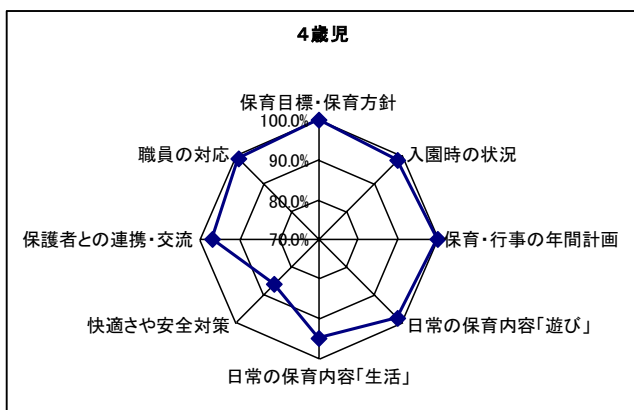 4歳児
保育目標・保育方針
100.0%
職員の対応
入園時の状況
90.0%
80.0%
保護者との連携・交流
70.0%
保育・行事の年間計画
快適さや安全対策
日常の保育内容「遊び」
日常の保育内容「生活」